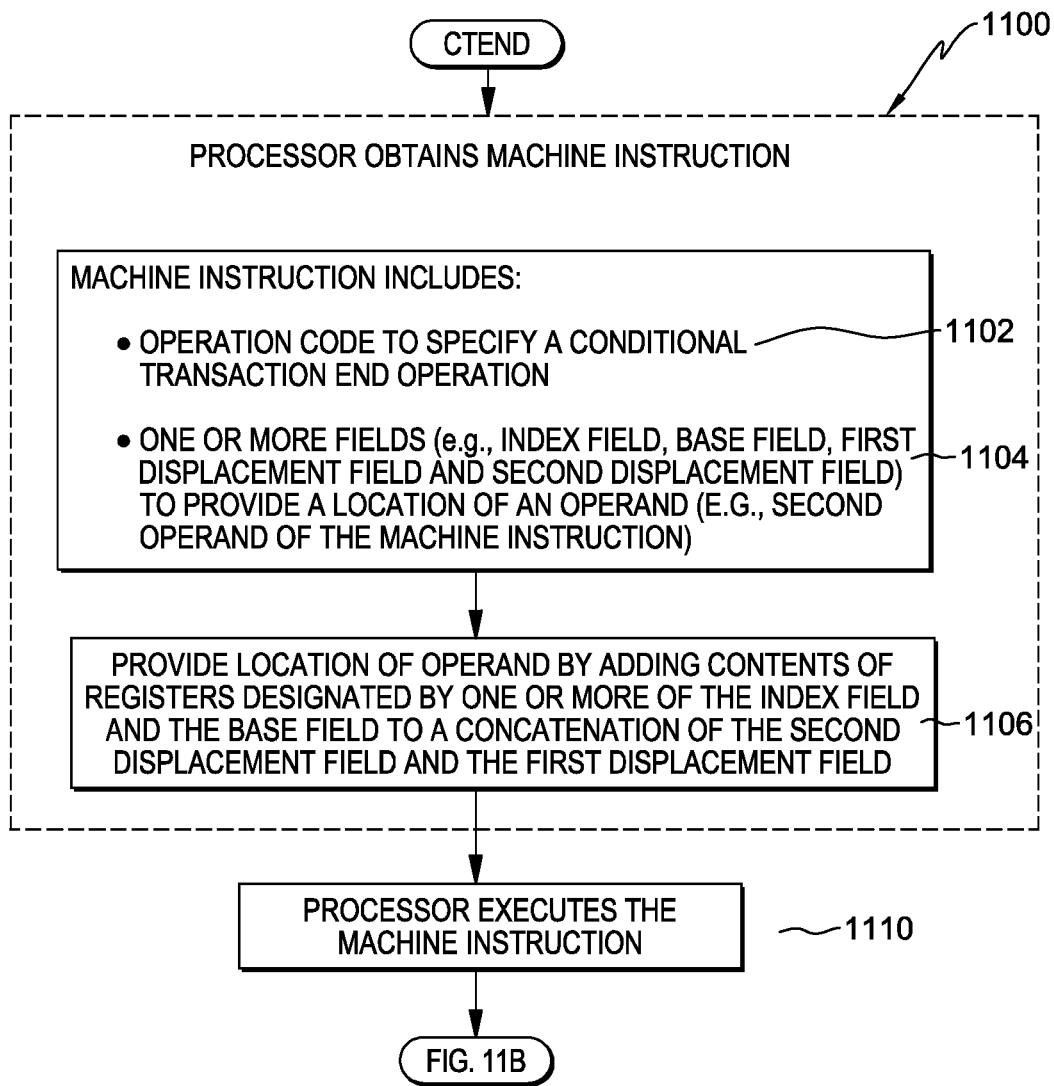 CTEND
1100
PROCESSOR OBTAINS MACHINE INSTRUCTION
MACHINE INSTRUCTION INCLUDES:
• OPERATION CODE TO SPECIFY A CONDITIONAL
TRANSACTION END OPERATION
1102
• ONE OR MORE FIELDS (e.g., INDEX FIELD, BASE FIELD, FIRST
DISPLACEMENT FIELD AND SECOND DISPLACEMENT FIELD)
TO PROVIDE A LOCATION OF AN OPERAND (E.G., SECOND
OPERAND OF THE MACHINE INSTRUCTION)
1104
PROVIDE LOCATION OF OPERAND BY ADDING CONTENTS OF
REGISTERS DESIGNATED BY ONE OR MORE OF THE INDEX FIELD
AND THE BASE FIELD TO A CONCATENATION OF THE SECOND
DISPLACEMENT FIELD AND THE FIRST DISPLACEMENT FIELD
1106
PROCESSOR EXECUTES THE
MACHINE INSTRUCTION
1110
FIG. 11B